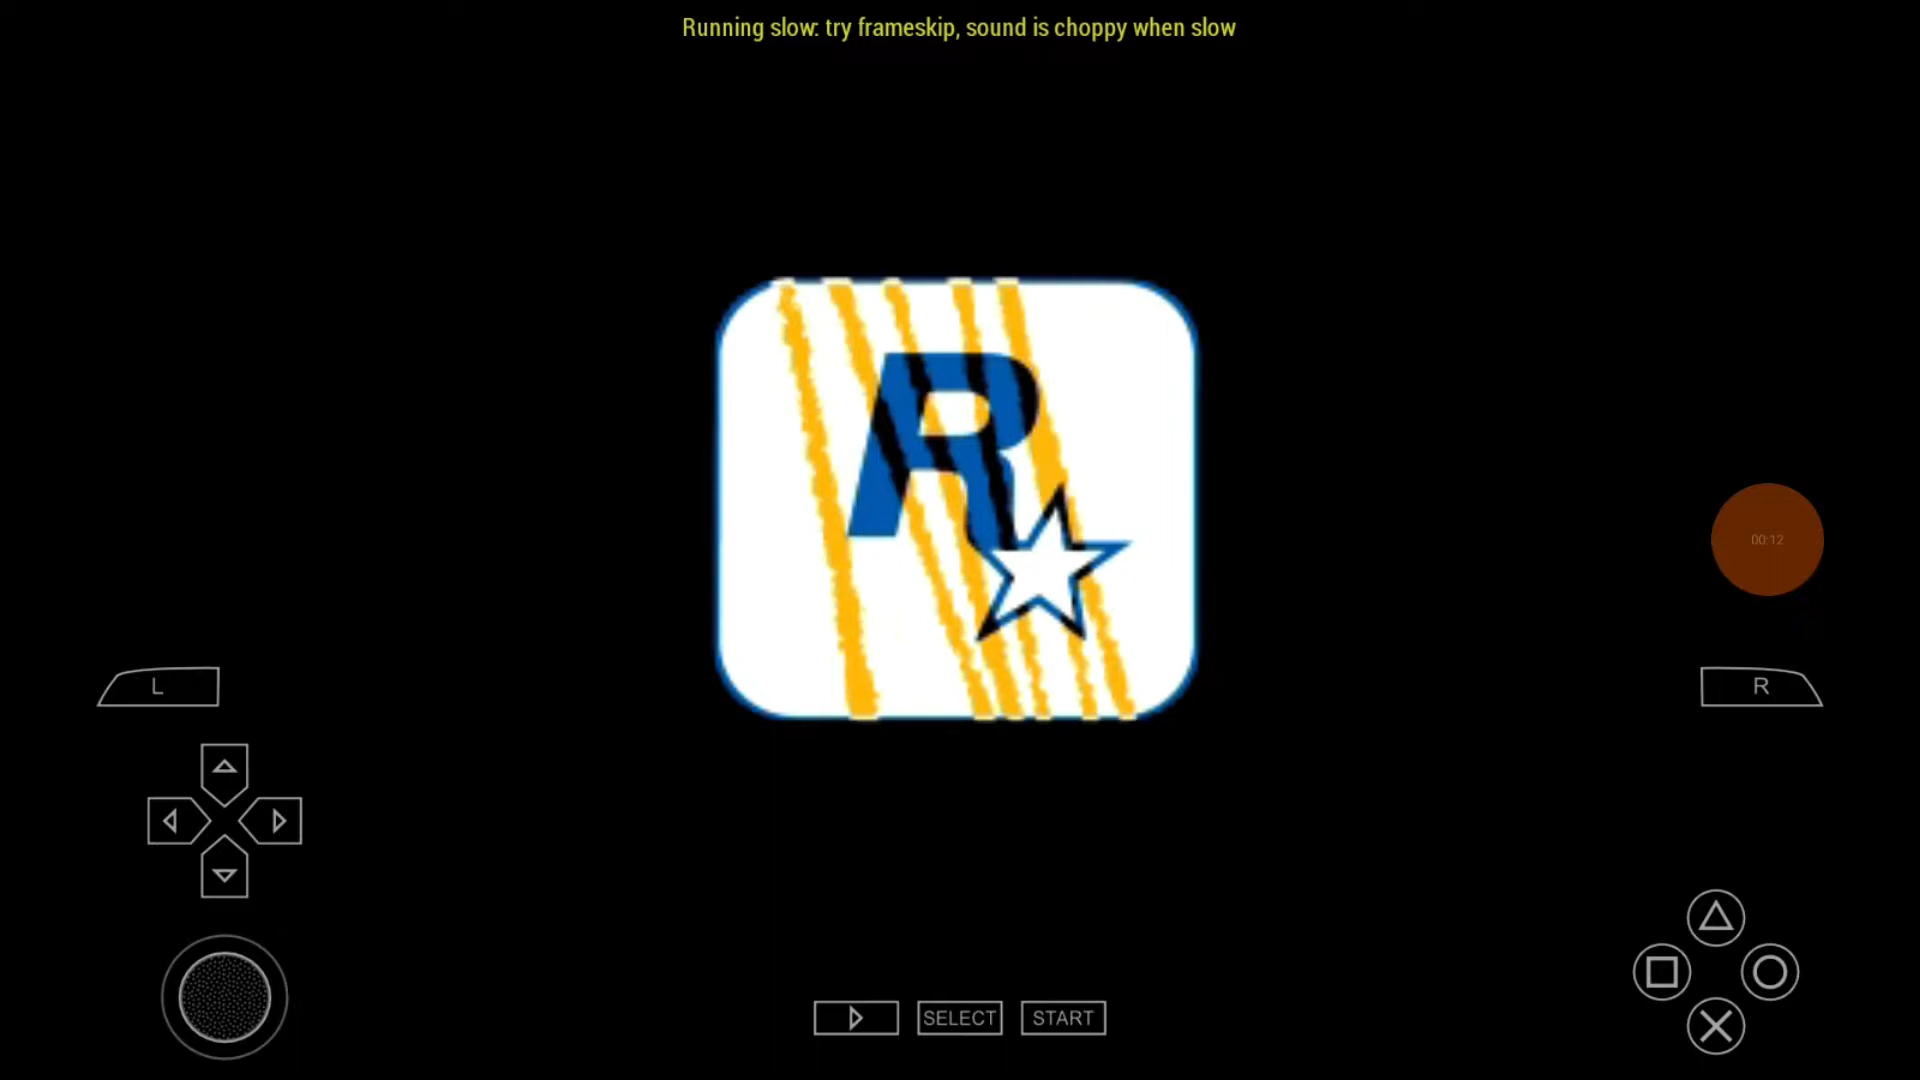 Running slow: try frameskip, sound is choppy when slow
R
00:12
L
R
SELECT
START